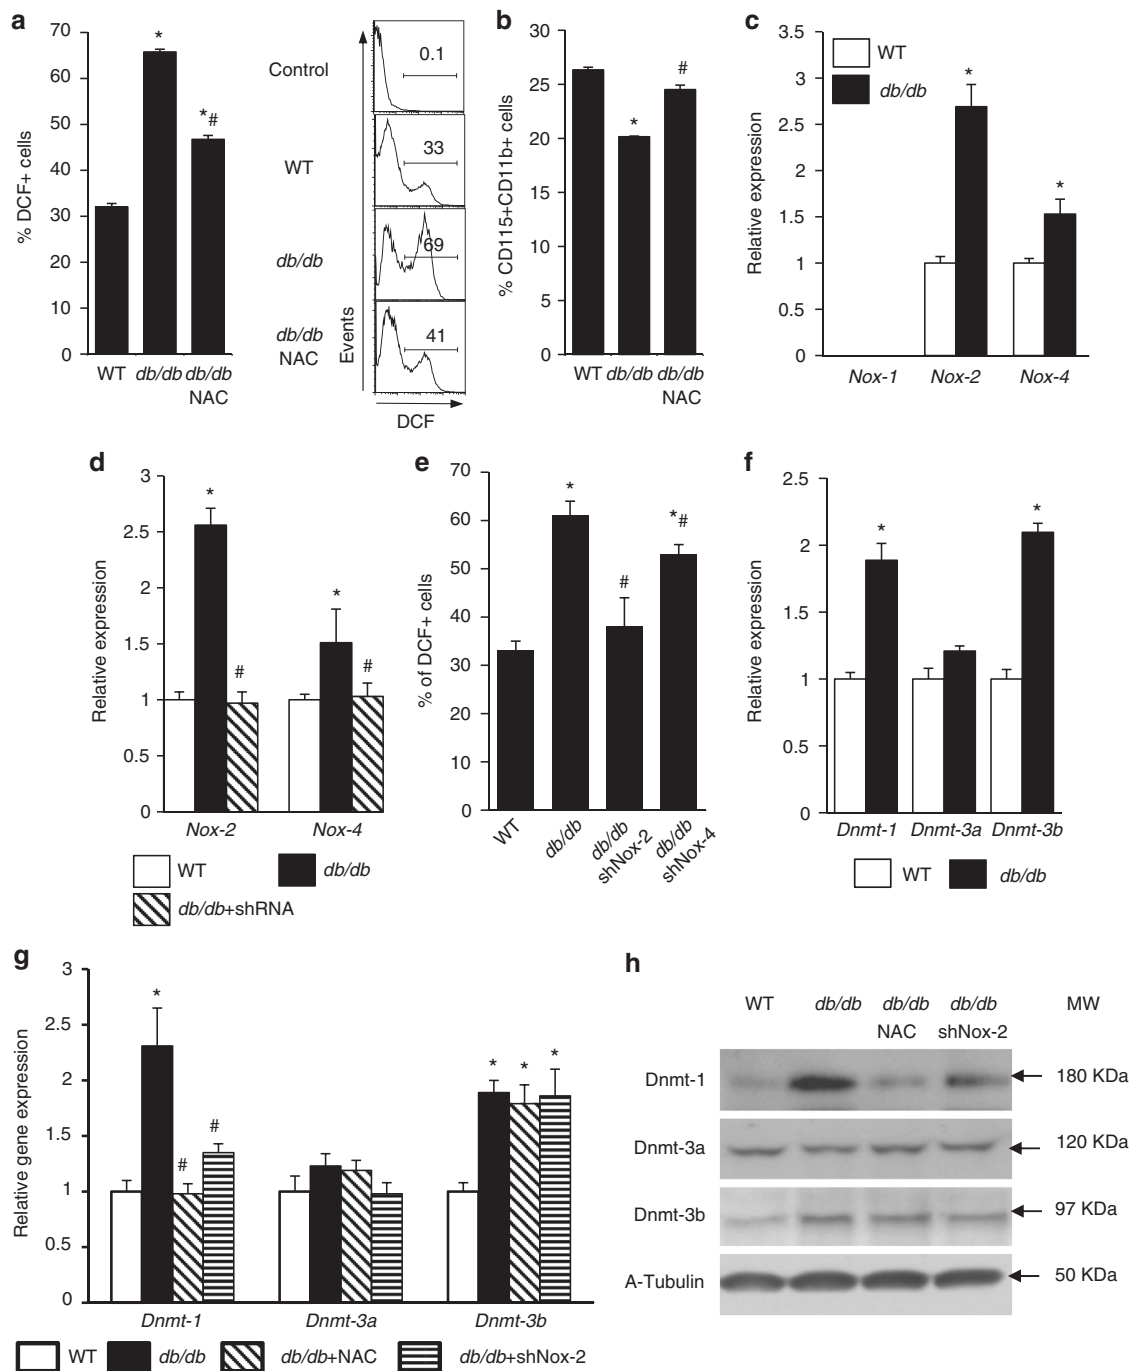 a
% DCF+ cells
70
60
50
40
30
20
10
0
*
*#
WT db/db db/db
NAC
Control
WT
db/db
db/db
NAC
Events
0.1
33
69
41
DCF
b
% CD115+CD11b+ cells
30
25
20
15
10
5
0
*
#
WT db/db db/db
NAC
c
Relative expression
3.5
3
2.5
2
1.5
1
0.5
0
WT
db/db
*
*
Nox-1 Nox-2 Nox-4
d
Relative expression
3
2.5
2
1.5
1
0.5
0
*
#
*
#
Nox-2 Nox-4
WT db/db
db/db+shRNA
e
% of DCF+ cells
70
60
50
40
30
20
10
0
*
#
*#
WT
db/db
db/db
shNox-2
db/db
shNox-4
f
Relative expression
2.5
2
1.5
1
0.5
0
*
*
Dnmt-1 Dnmt-3a Dnmt-3b
WT db/db
g
Relative gene expression
3
2.5
2
1.5
1
0.5
0
*
#
#
* * *
Dnmt-1 Dnmt-3a Dnmt-3b
WT db/db db/db+NAC db/db+shNox-2
h
WT db/db db/db db/db MW
NAC shNox-2
Dnmt-1 180 KDa
Dnmt-3a 120 KDa
Dnmt-3b 97 KDa
A-Tubulin 50 KDa